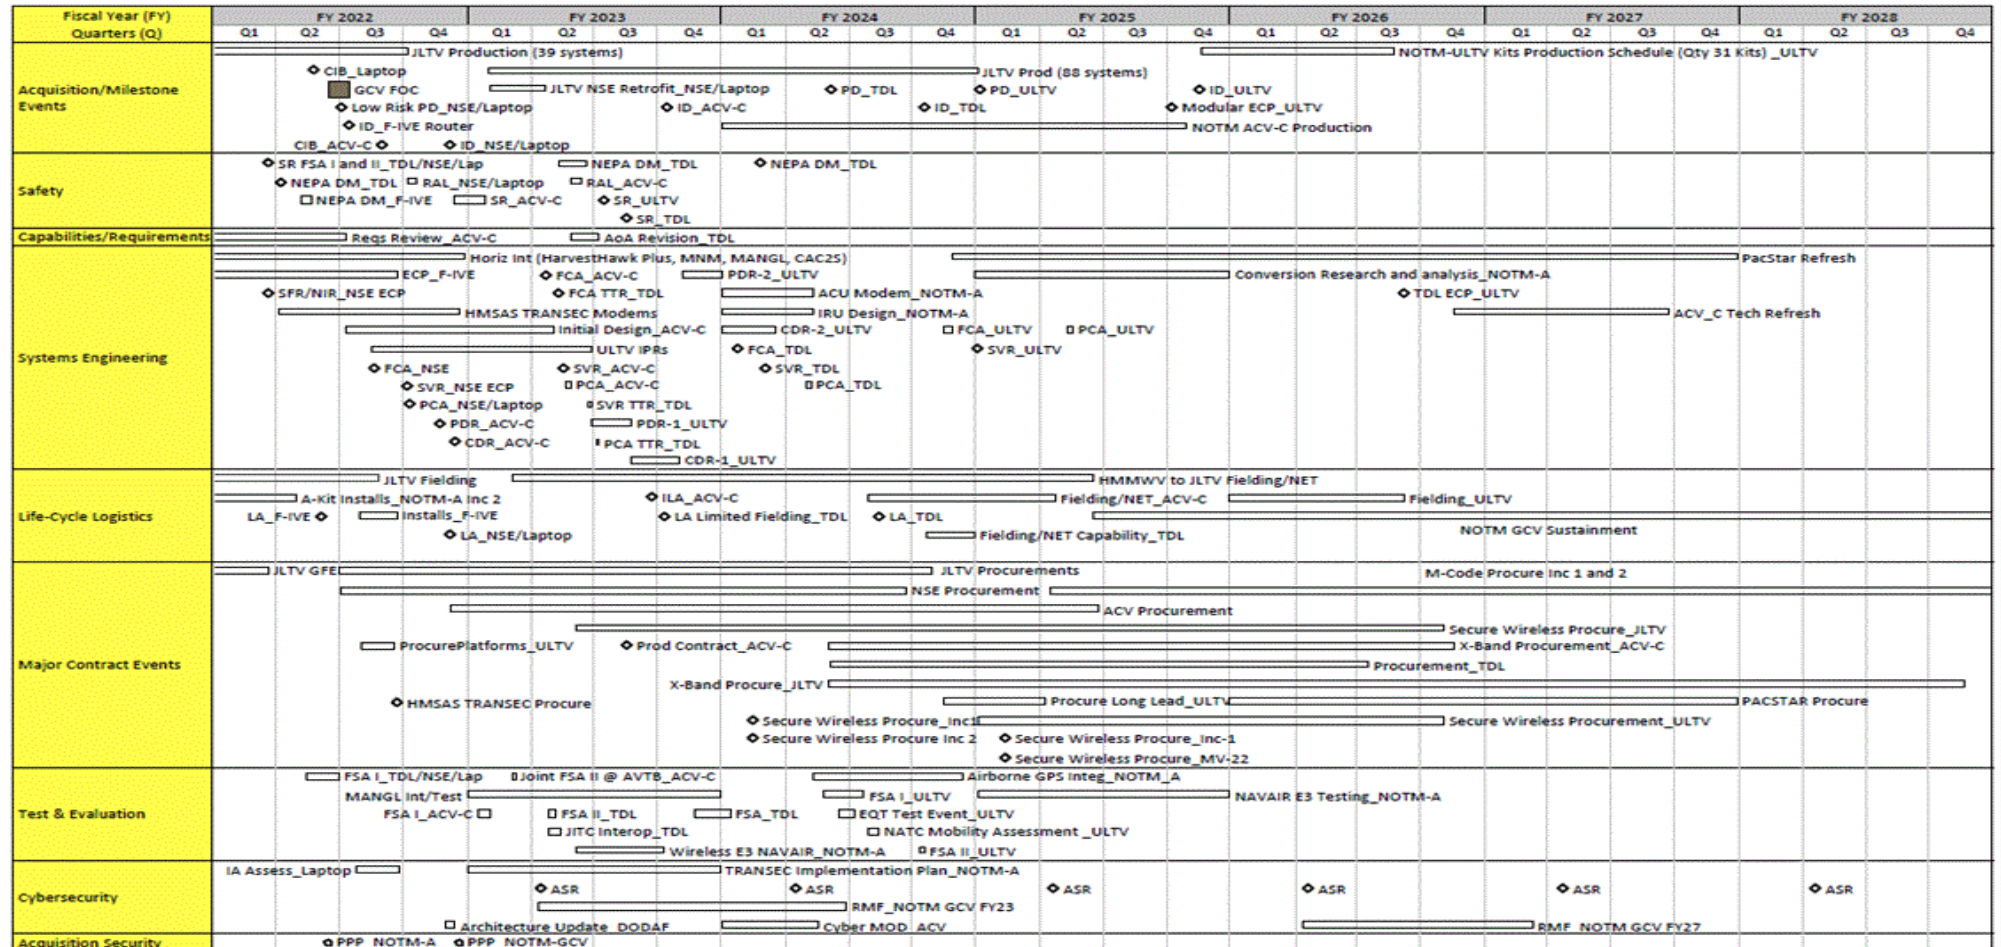 Fiscal Year (FY) FY 2022 FY 2023 FY 2024 FY 2025 FY 2026 FY 2027 FY 2028
Quarters (Q) Q1 Q2 Q3 Q4 Q1 Q2 Q3 Q4 Q1 Q2 Q3 Q4 Q1 Q2 Q3 Q4 Q1 Q2 Q3 Q4 Q1 Q2 Q3 Q4 Q1 Q2 Q3 Q4
Acquisition/Milestone
Events
JLTV Production (39 systems) NOTM-ULTV Kits Production Schedule (Qty 31 Kits) _ULTV
CIB_Laptop JLTV Prod (88 systems)
GCV FOC JLTV NSE Retrofit_NSE/Laptop PD_TDL PD_ULTV ID_ULTV
Low Risk PD_NSE/Laptop ID_ACV-C ID_TDL Modular ECP_ULTV
ID_F-IVE Router NOTM ACV-C Production
CIB_ACV-C ID_NSE/Laptop
Safety
SR FSA I and II_TDL/NSE/Lap NEPA DM_TDL NEPA DM_TDL
NEPA DM_TDL RAL_NSE/Laptop RAL_ACV-C
NEPA DM_F-IVE SR_ACV-C SR_ULTV
SR_TDL
Capabilities/Requirements Reqs Review_ACV-C AoA Revision_TDL
Systems Engineering
Horiz Int (HarvestHawk Plus, MNM, MANGL, CAC2S) PacStar Refresh
ECP_F-IVE FCA_ACV-C PDR-2_ULTV Conversion Research and analysis_NOTM-A
SFR/NIR_NSE ECP FCA TTR_TDL ACU Modem_NOTM-A TDL ECP_ULTV
HMSAS TRANSEC Modems IRU Design_NOTM-A ACV_C Tech Refresh
Initial Design_ACV-C CDR-2_ULTV FCA_ULTV PCA_ULTV
ULTV IPRs FCA_TDL SVR_ULTV
FCA_NSE SVR_ACV-C SVR_TDL
SVR_NSE ECP PCA_ACV-C PCA_TDL
PCA_NSE/Laptop SVR TTR_TDL
PDR_ACV-C PDR-1_ULTV
CDR_ACV-C PCA TTR_TDL
CDR-1_ULTV
Life-Cycle Logistics
JLTV Fielding HMMWV to JLTV Fielding/NET
A-Kit Installs_NOTM-A Inc 2 ILA_ACV-C Fielding/NET_ACV-C Fielding_ULTV
LA_F-IVE Installs_F-IVE LA Limited Fielding_TDL LA_TDL
NOTM GCV Sustainment
LA_NSE/Laptop Fielding/NET Capability_TDL
Major Contract Events
JLTV GFE JLTV Procurements M-Code Procure Inc 1 and 2
NSE Procurement
ACV Procurement
Secure Wireless Procure_JLTV
ProcurePlatforms_ULTV Prod Contract_ACV-C X-Band Procurement_ACV-C
Procurement_TDL
X-Band Procure_JLTV
HMSAS TRANSEC Procure Procure Long Lead_ULTV PACSTAR Procure
Secure Wireless Procure_Inc1 Secure Wireless Procurement_ULTV
Secure Wireless Procure Inc 2 Secure Wireless Procure_Inc-1
Secure Wireless Procure_MV-22
Test & Evaluation
FSA I_TDL/NSE/Lap Joint FSA II @ AVTB_ACV-C Airborne GPS Integ_NOTM_A
MANGL Int/Test FSA I_ULTV NAVAIR E3 Testing_NOTM-A
FSA I_ACV-C FSA II_TDL FSA_TDL EQT Test Event_ULTV
JITC Interop_TDL NATC Mobility Assessment _ULTV
Wireless E3 NAVAIR_NOTM-A FSA II_ULTV
Cybersecurity
IA Assess_Laptop TRANSEC Implementation Plan_NOTM-A
ASR ASR ASR ASR ASR ASR
RMF_NOTM GCV FY23
Architecture Update_DODAF Cyber MOD_ACV RMF_NOTM GCV FY27
Acquisition Security PPP_NOTM-A PPP_NOTM-GCV